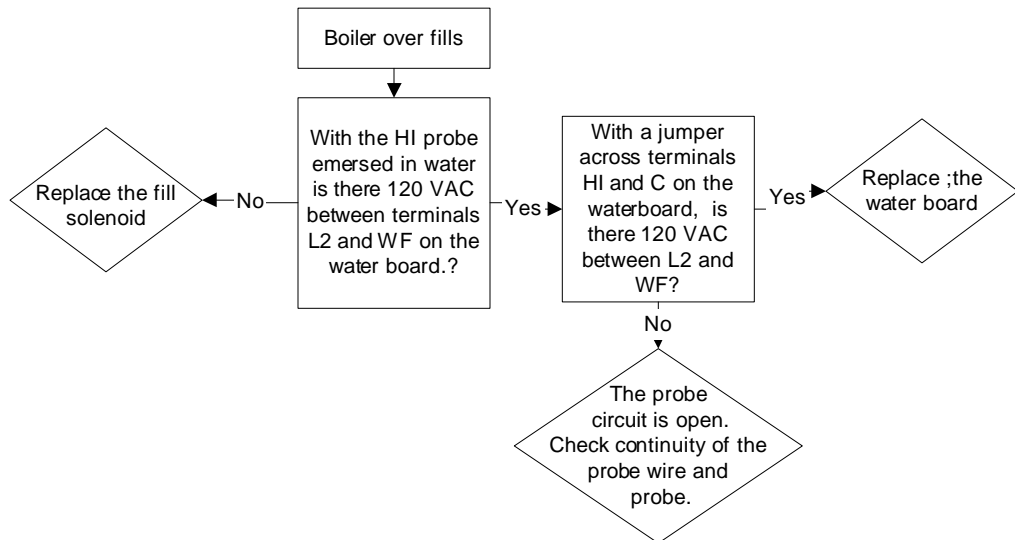 Boiler over fills
With the HI probe
emersed in water
is there 120 VAC
between terminals
L2 and WF on the
water board.?
No
Replace the fill
solenoid
Yes
With a jumper
across terminals
HI and C on the
waterboard, is
there 120 VAC
between L2 and
WF?
Yes
Replace ;the
water board
No
The probe
circuit is open.
Check continuity of the
probe wire and
probe.